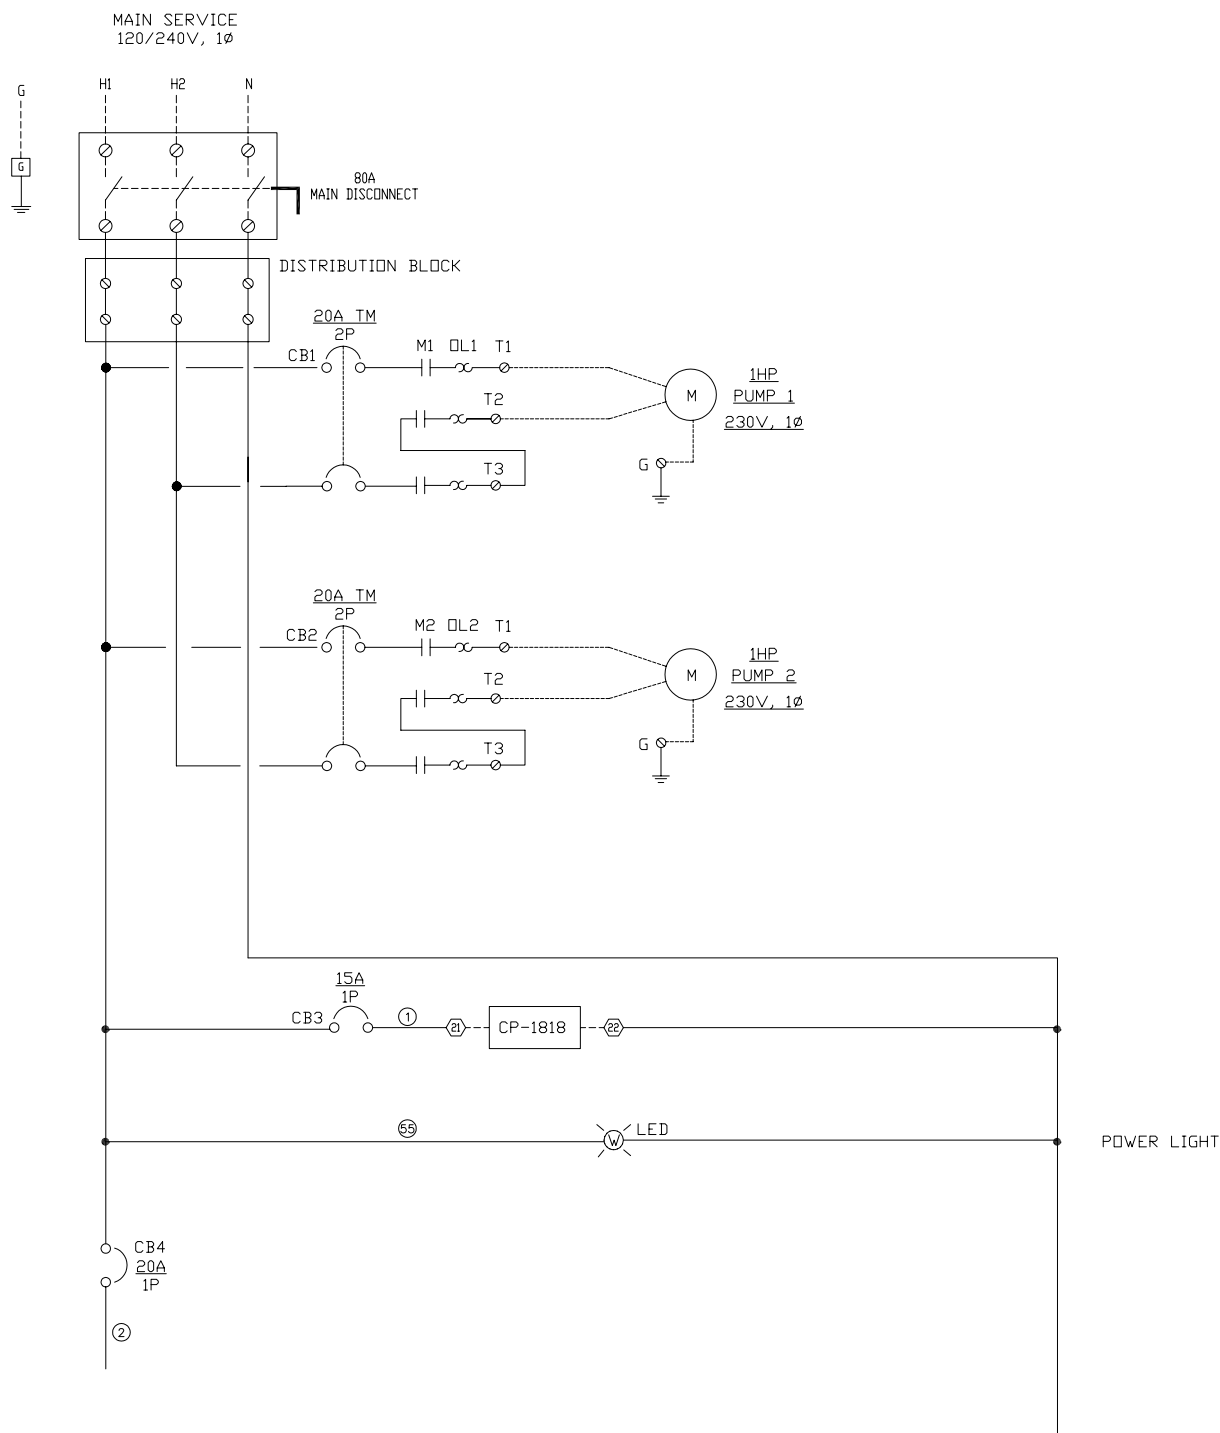 MAIN SERVICE
120/240V, 1Ø
G
H1
H2
N
G
80A
MAIN DISCONNECT
DISTRIBUTION BLOCK
20A TM
2P
CB1
M1
OL1
T1
T2
T3
M
1HP
PUMP 1
230V, 1Ø
G
20A TM
2P
CB2
M2
OL2
T1
T2
T3
M
1HP
PUMP 2
230V, 1Ø
G
15A
1P
CB3
1
21
CP-1818
22
55
W
LED
POWER LIGHT
CB4
20A
1P
2